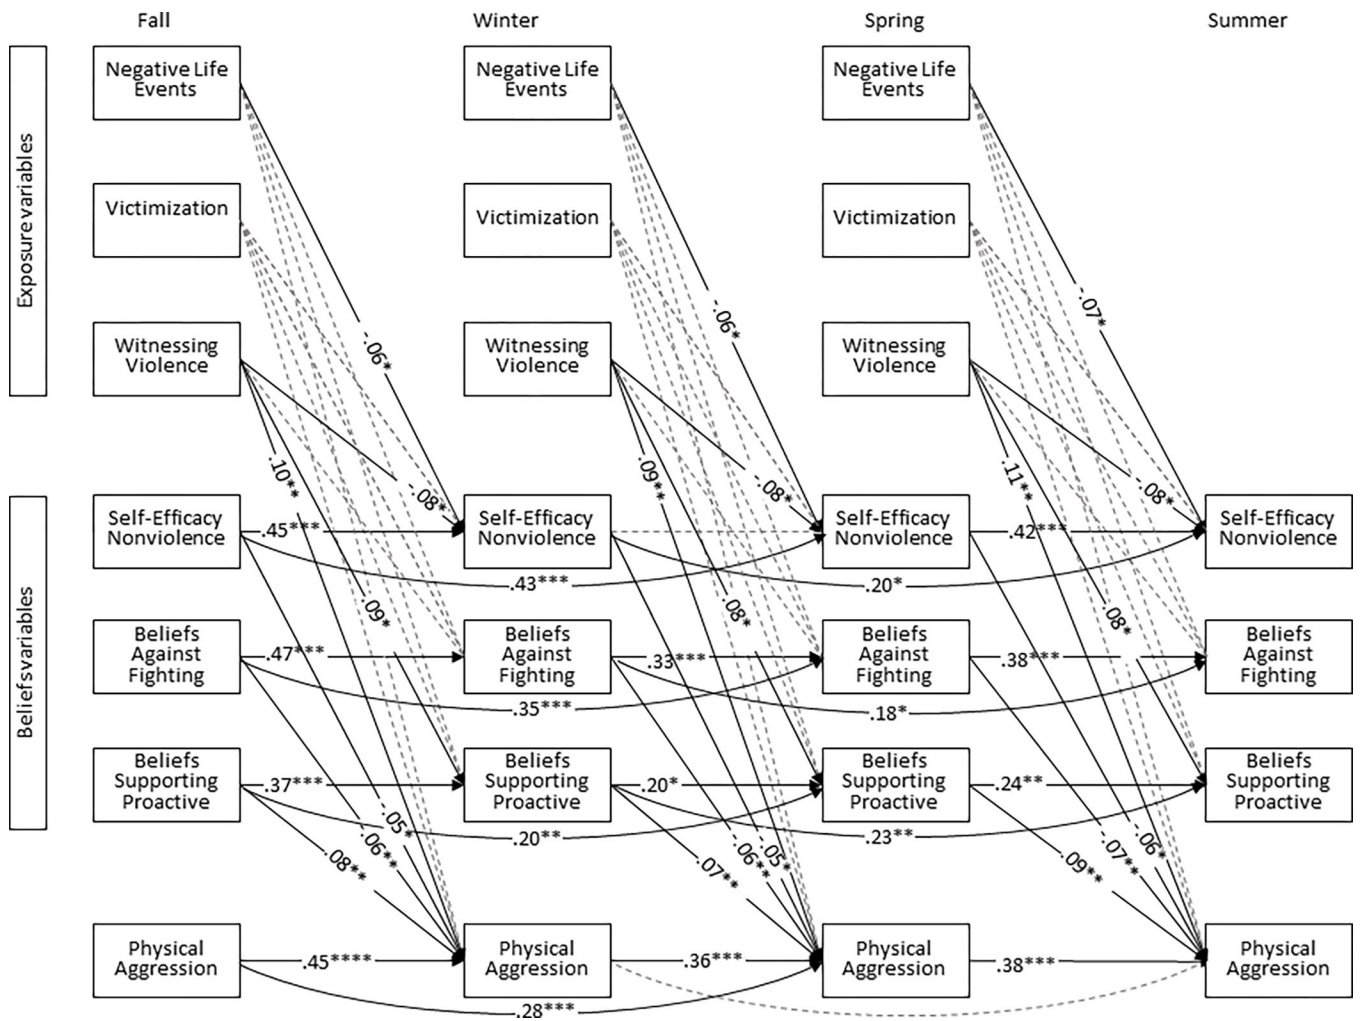 Fall
Winter
Spring
Summer
Exposure variables
Negative Life
Events
Negative Life
Events
Negative Life
Events
Victimization
Victimization
Victimization
Witnessing
Violence
Witnessing
Violence
Witnessing
Violence
-.06*
-.06*
-.07*
.10**
-.08*
.09**
-.08*
.11**
-.08*
Beliefs variables
Self-Efficacy
Nonviolence
.45***
Self-Efficacy
Nonviolence
Self-Efficacy
Nonviolence
.42***
Self-Efficacy
Nonviolence
.43***
.20*
.09*
.08*
.08*
Beliefs
Against
Fighting
.47***
Beliefs
Against
Fighting
.33***
Beliefs
Against
Fighting
.38***
Beliefs
Against
Fighting
.35***
.18*
Beliefs
Supporting
Proactive
.37***
Beliefs
Supporting
Proactive
.20*
Beliefs
Supporting
Proactive
.24**
Beliefs
Supporting
Proactive
.20**
.23**
-.05*
-.06**
.08**
-.05*
-.06**
.07**
-.06*
-.07**
.09**
Physical
Aggression
.45****
Physical
Aggression
.36***
Physical
Aggression
.38***
Physical
Aggression
.28***